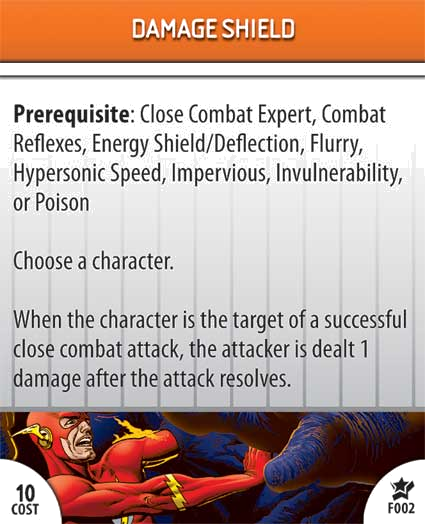 DAMAGE SHIELD
Prerequisite: Close Combat Expert, Combat
Reflexes, Energy Shield/Deflection, Flurry,
Hypersonic Speed, Impervious, Invulnerability,
or Poison
Choose a character.
When the character is the target of a successful
close combat attack, the attacker is dealt 1
damage after the attack resolves.
10
COST
F002